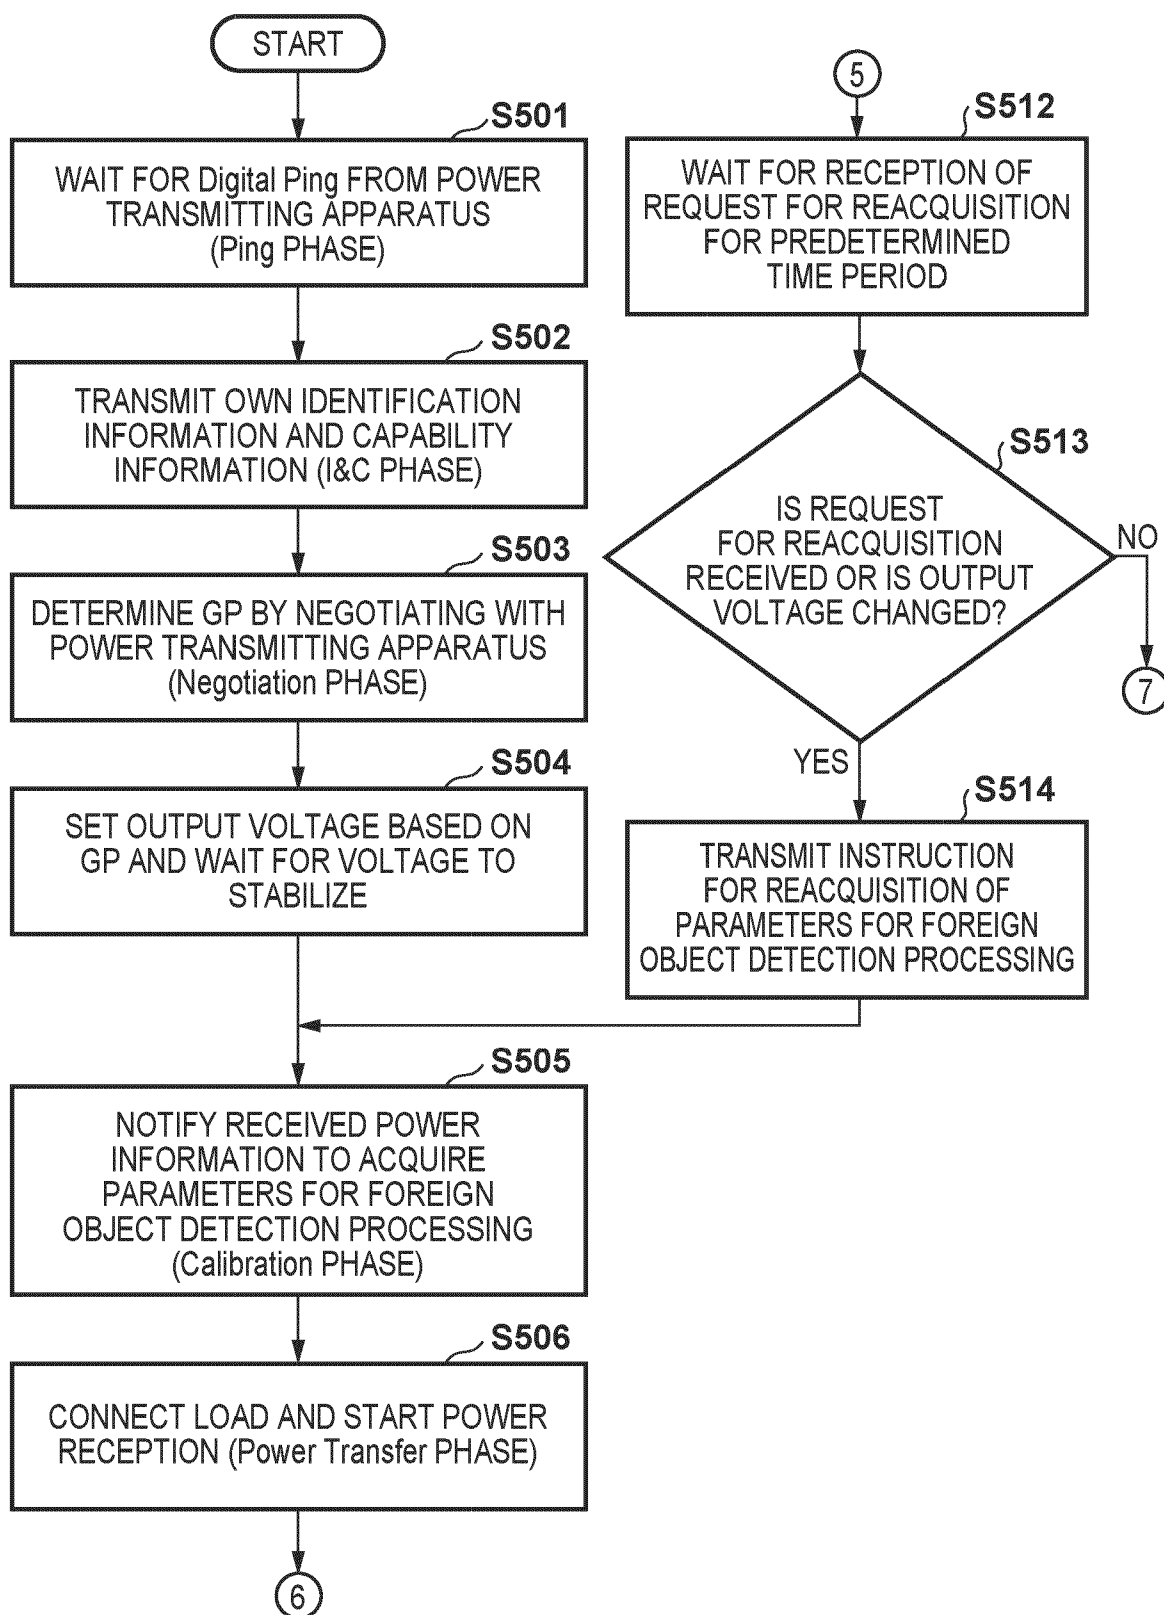 START
S501
WAIT FOR Digital Ping FROM POWER
TRANSMITTING APPARATUS
(Ping PHASE)
S502
TRANSMIT OWN IDENTIFICATION
INFORMATION AND CAPABILITY
INFORMATION (I&C PHASE)
S503
DETERMINE GP BY NEGOTIATING WITH
POWER TRANSMITTING APPARATUS
(Negotiation PHASE)
S504
SET OUTPUT VOLTAGE BASED ON
GP AND WAIT FOR VOLTAGE TO
STABILIZE
S505
NOTIFY RECEIVED POWER
INFORMATION TO ACQUIRE
PARAMETERS FOR FOREIGN
OBJECT DETECTION PROCESSING
(Calibration PHASE)
S506
CONNECT LOAD AND START POWER
RECEPTION (Power Transfer PHASE)
6
5
S512
WAIT FOR RECEPTION OF
REQUEST FOR REACQUISITION
FOR PREDETERMINED
TIME PERIOD
S513
IS REQUEST
FOR REACQUISITION
RECEIVED OR IS OUTPUT
VOLTAGE CHANGED?
NO
7
YES
S514
TRANSMIT INSTRUCTION
FOR REACQUISITION OF
PARAMETERS FOR FOREIGN
OBJECT DETECTION PROCESSING